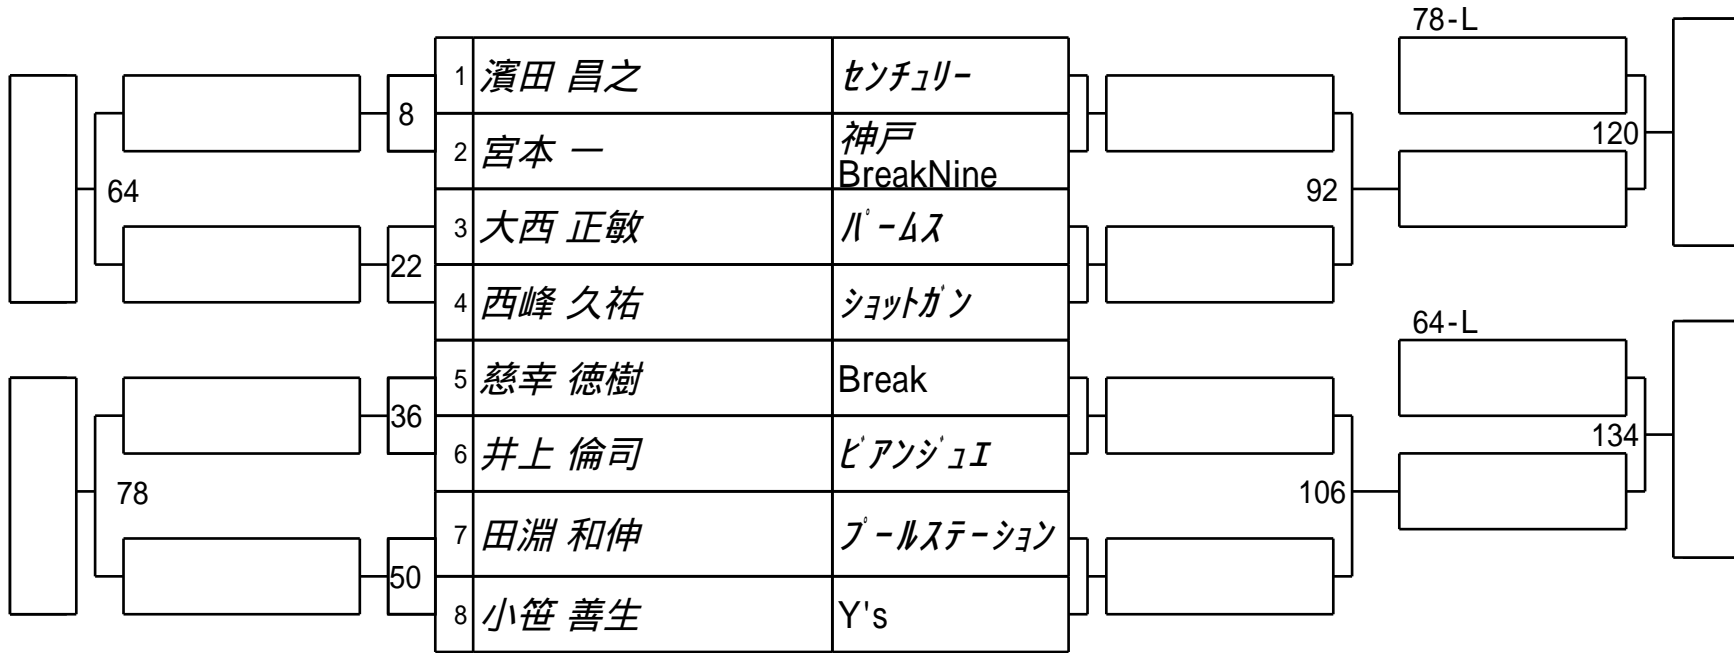 78-L
1 濱田 昌之 センチュリー
8
2 宮本 一 神戸
BreakNine
120
64
92
3 大西 正敏 パームス
22
4 西峰 久祐 ショットガン
64-L
5 慈幸 徳樹 Break
36
134
6 井上 倫司 ビアンジュエ
78
106
7 田淵 和伸 プールステーション
50
8 小笹 善生 Y's